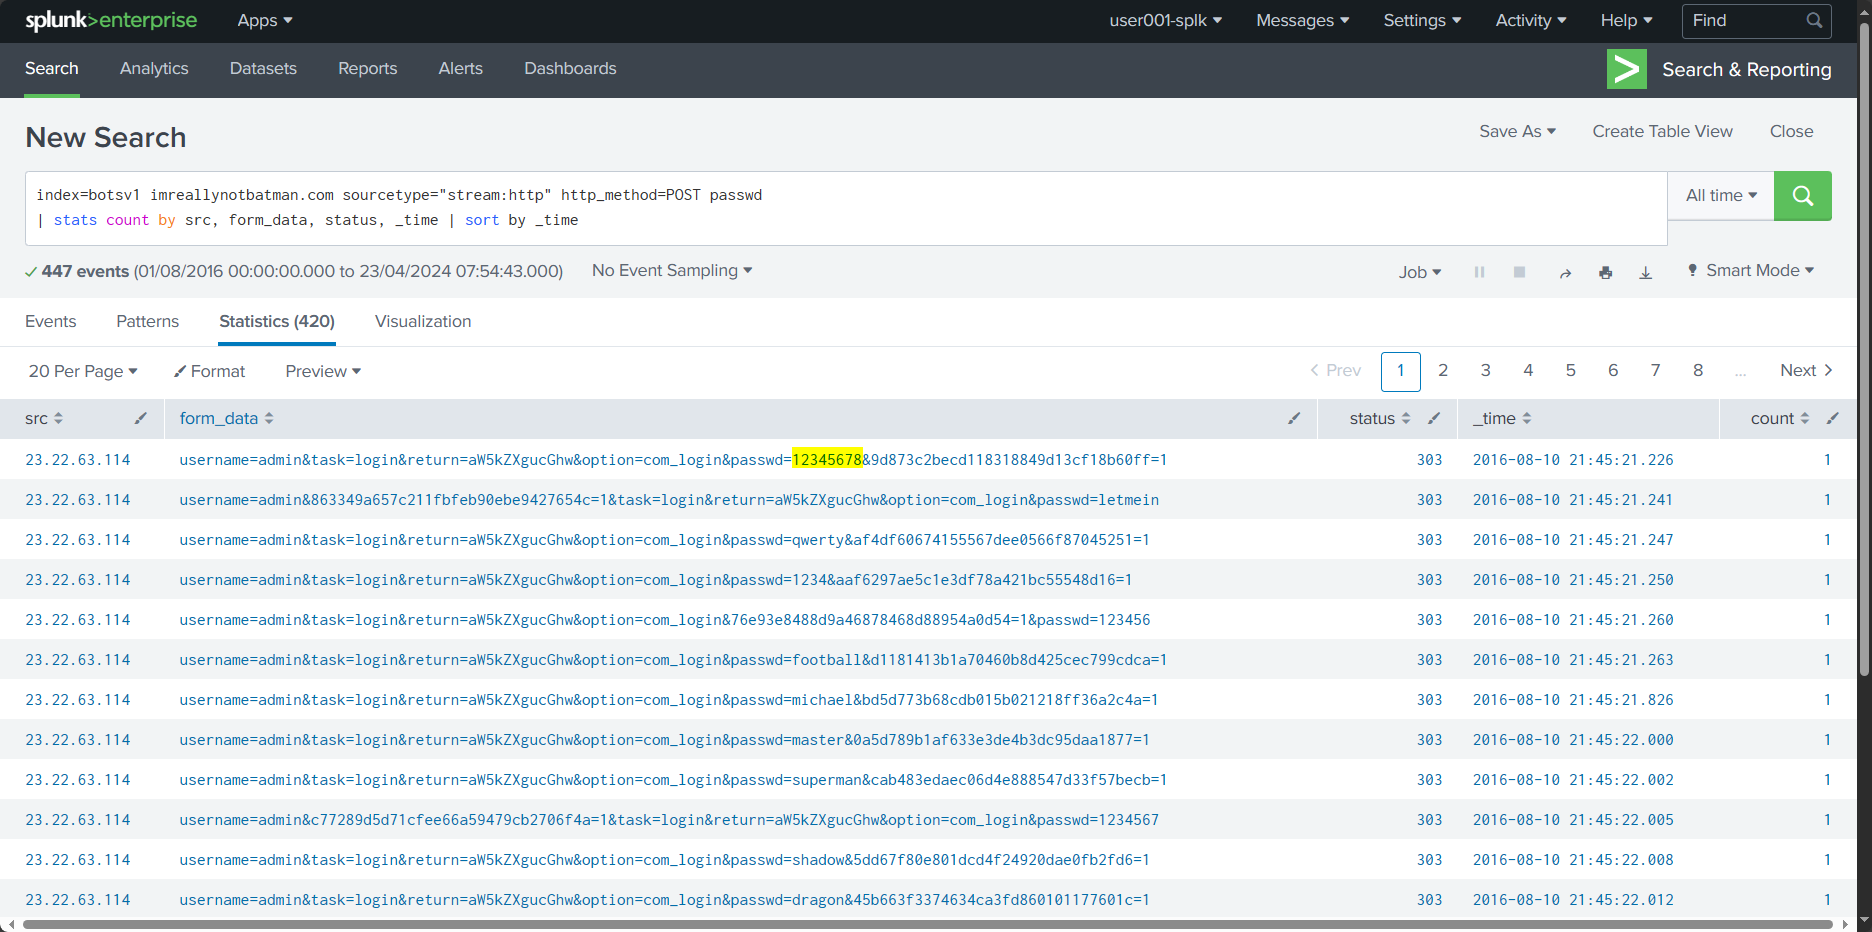 splunk>enterprise Apps user001-splk Messages Settings Activity Help Find
Search Analytics Datasets Reports Alerts Dashboards Search & Reporting
New Search Save As Create Table View Close
index=botsv1 imreallynotbatman.com sourcetype="stream:http" http_method=POST passwd All time
| stats count by src, form_data, status, _time | sort by _time
447 events (01/08/2016 00:00:00.000 to 23/04/2024 07:54:43.000) No Event Sampling Job Smart Mode
Events Patterns Statistics (420) Visualization
20 Per Page Format Preview Prev 1 2 3 4 5 6 7 8 ... Next
src form_data status _time count
23.22.63.114 username=admin&task=login&return=aW5kZXgucGhw&option=com_login&passwd=12345678&9d873c2becd118318849d13cf18b60ff=1 303 2016-08-10 21:45:21.226 1
23.22.63.114 username=admin&863349a657c211fbfeb90ebe9427654c=1&task=login&return=aW5kZXgucGhw&option=com_login&passwd=letmein 303 2016-08-10 21:45:21.241 1
23.22.63.114 username=admin&task=login&return=aW5kZXgucGhw&option=com_login&passwd=qwerty&af4df60674155567dee0566f87045251=1 303 2016-08-10 21:45:21.247 1
23.22.63.114 username=admin&task=login&return=aW5kZXgucGhw&option=com_login&passwd=1234&aaf6297ae5c1e3df78a421bc55548d16=1 303 2016-08-10 21:45:21.250 1
23.22.63.114 username=admin&task=login&return=aW5kZXgucGhw&option=com_login&76e93e8488d9a46878468d88954a0d54=1&passwd=123456 303 2016-08-10 21:45:21.260 1
23.22.63.114 username=admin&task=login&return=aW5kZXgucGhw&option=com_login&passwd=football&d1181413b1a70460b8d425cec799cdca=1 303 2016-08-10 21:45:21.263 1
23.22.63.114 username=admin&task=login&return=aW5kZXgucGhw&option=com_login&passwd=michael&bd5d773b68cdb015b021218ff36a2c4a=1 303 2016-08-10 21:45:21.826 1
23.22.63.114 username=admin&task=login&return=aW5kZXgucGhw&option=com_login&passwd=master&0a5d789b1af633e3de4b3dc95daa1877=1 303 2016-08-10 21:45:22.000 1
23.22.63.114 username=admin&task=login&return=aW5kZXgucGhw&option=com_login&passwd=superman&cab483edaec06d4e888547d33f57becb=1 303 2016-08-10 21:45:22.002 1
23.22.63.114 username=admin&c77289d5d71cfee66a59479cb2706f4a=1&task=login&return=aW5kZXgucGhw&option=com_login&passwd=1234567 303 2016-08-10 21:45:22.005 1
23.22.63.114 username=admin&task=login&return=aW5kZXgucGhw&option=com_login&passwd=shadow&5dd67f80e801dcd4f24920dae0fb2fd6=1 303 2016-08-10 21:45:22.008 1
23.22.63.114 username=admin&task=login&return=aW5kZXgucGhw&option=com_login&passwd=dragon&45b663f3374634ca3fd860101177601c=1 303 2016-08-10 21:45:22.012 1